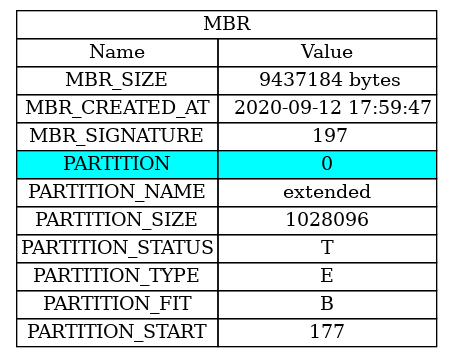 MBR
Name Value
MBR_SIZE 9437184 bytes
MBR_CREATED_AT 2020-09-12 17:59:47
MBR_SIGNATURE 197
PARTITION 0
PARTITION_NAME extended
PARTITION_SIZE 1028096
PARTITION_STATUS T
PARTITION_TYPE E
PARTITION_FIT B
PARTITION_START 177